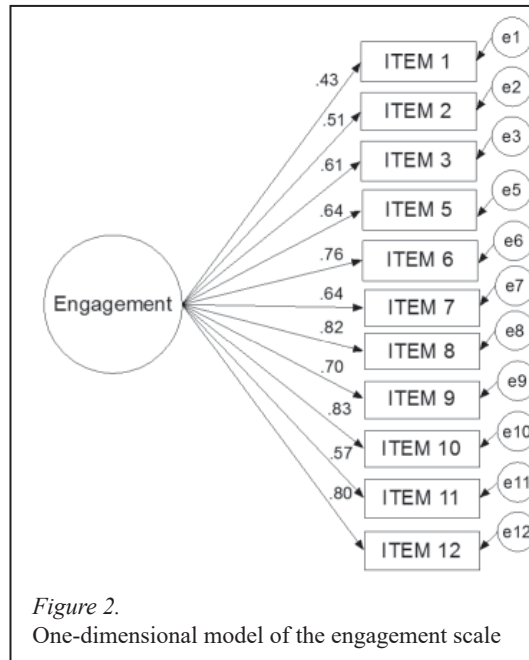 e1
ITEM 1
.43
e2
ITEM 2
.51
e3
ITEM 3
.61
e5
ITEM 5
.64
e6
ITEM 6
.76
Engagement
e7
ITEM 7
.64
e8
ITEM 8
.82
e9
ITEM 9
.70
e10
ITEM 10
.83
e11
ITEM 11
.57
e12
ITEM 12
.80
Figure 2.
One-dimensional model of the engagement scale